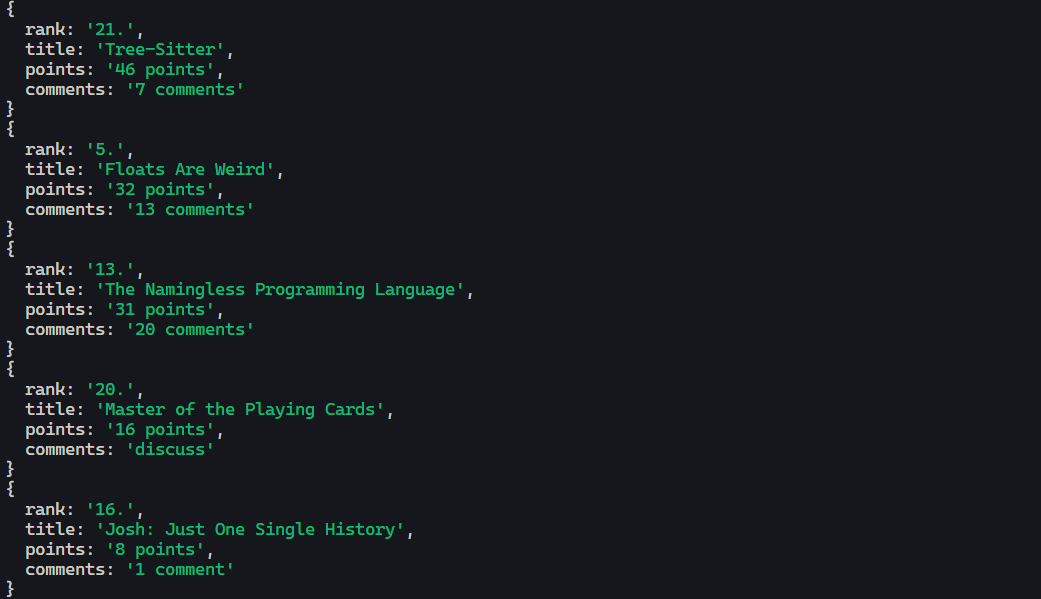 {
  rank: '21.',
  title: 'Tree-Sitter',
  points: '46 points',
  comments: '7 comments'
}
{
  rank: '5.',
  title: 'Floats Are Weird',
  points: '32 points',
  comments: '13 comments'
}
{
  rank: '13.',
  title: 'The Namingless Programming Language',
  points: '31 points',
  comments: '20 comments'
}
{
  rank: '20.',
  title: 'Master of the Playing Cards',
  points: '16 points',
  comments: 'discuss'
}
{
  rank: '16.',
  title: 'Josh: Just One Single History',
  points: '8 points',
  comments: '1 comment'
}